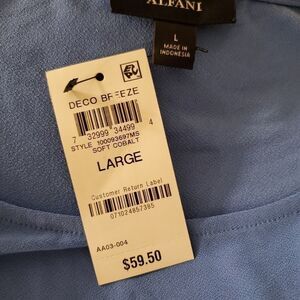 ALFANI
L
MADE IN
INDONESIA
DECO BREEZE
7 32999 34499 4
STYLE 100093697MS
SOFT COBALT
LARGE
Customer Return Label
071024857385
AA03-004
$59.50